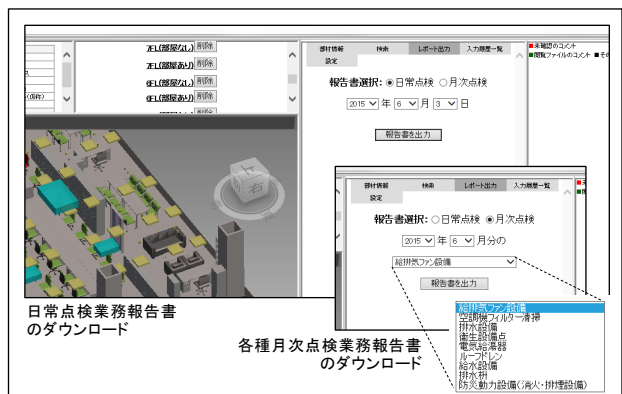 7FL(部屋なし) 削除
7FL(部屋あり) 削除
6FL(部屋なし) 削除
6FL(部屋あり) 削除
(仮称)
部材情報 検索 レポート出力 入力履歴一覧
設定
■未確認のコメント
■閲覧ファイルのコメント ■その
報告書選択: ◉日常点検 ○月次点検
2015 年 6 月 3 日
報告書を出力
部材情報 検索 レポート出力 入力履歴一覧
設定
報告書選択: ○日常点検 ◉月次点検
2015 年 6 月分の
給排気ファン設備
報告書を出力
右
日常点検業務報告書
のダウンロード
各種月次点検業務報告書
のダウンロード
給排気ファン設備
空調機フィルター清掃
排水設備
衛生設備点
電気給湯器
ルーフドレン
給水設備
排水桝
防災動力設備(消火・排煙設備)